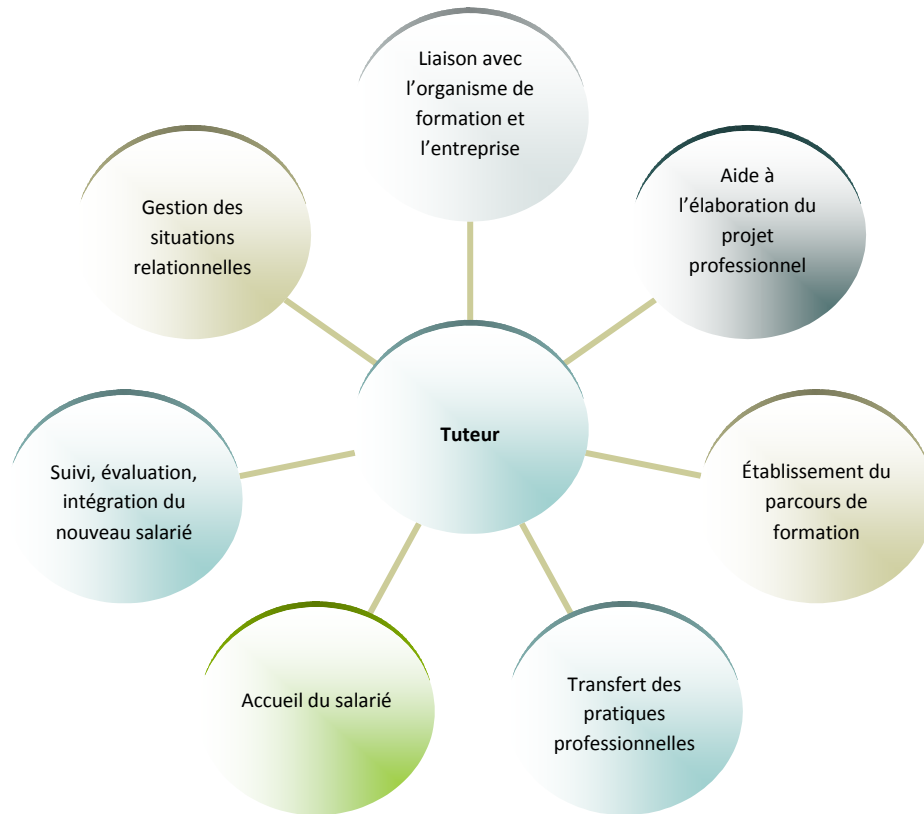 Liaison avec
l’organisme de
formation et
l’entreprise
Aide à
l’élaboration du
projet
professionnel
Gestion des
situations
relationnelles
Tuteur
Suivi, évaluation,
intégration du
nouveau salarié
Établissement du
parcours de
formation
Accueil du salarié
Transfert des
pratiques
professionnelles